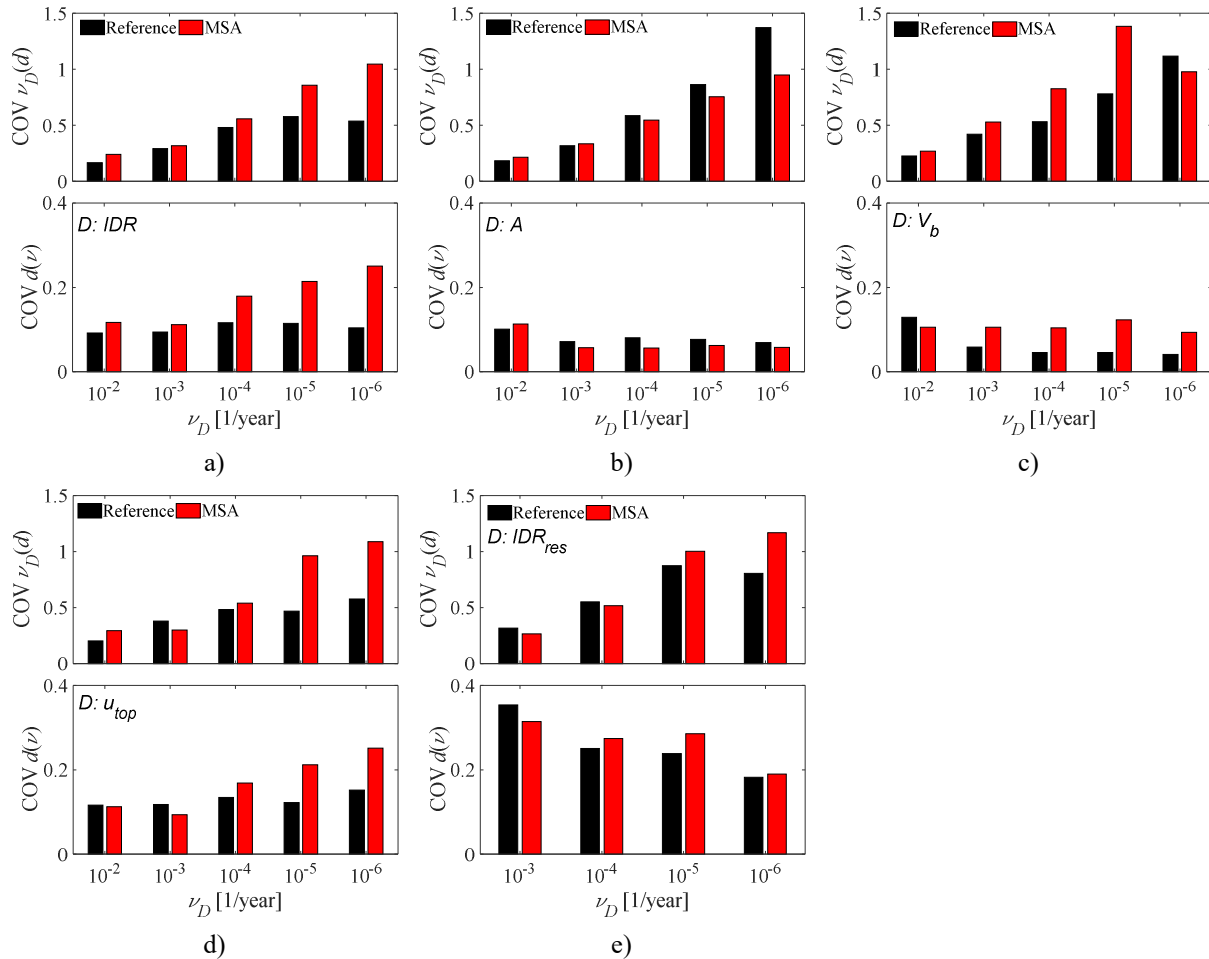 1.5
1
0.5
0
COV ν_D(d)
Reference MSA
0.4
0.2
0
COV d(ν)
D: IDR
10^-2 10^-3 10^-4 10^-5 10^-6
ν_D [1/year]
a)
1.5
1
0.5
0
COV ν_D(d)
Reference MSA
0.4
0.2
0
COV d(ν)
D: A
10^-2 10^-3 10^-4 10^-5 10^-6
ν_D [1/year]
b)
1.5
1
0.5
0
COV ν_D(d)
Reference MSA
0.4
0.2
0
COV d(ν)
D: V_b
10^-2 10^-3 10^-4 10^-5 10^-6
ν_D [1/year]
c)
1.5
1
0.5
0
COV ν_D(d)
Reference MSA
0.4
0.2
0
COV d(ν)
D: u_top
10^-2 10^-3 10^-4 10^-5 10^-6
ν_D [1/year]
d)
1.5
1
0.5
0
COV ν_D(d)
Reference MSA
D: IDR_res
0.4
0.2
0
COV d(ν)
10^-3 10^-4 10^-5 10^-6
ν_D [1/year]
e)